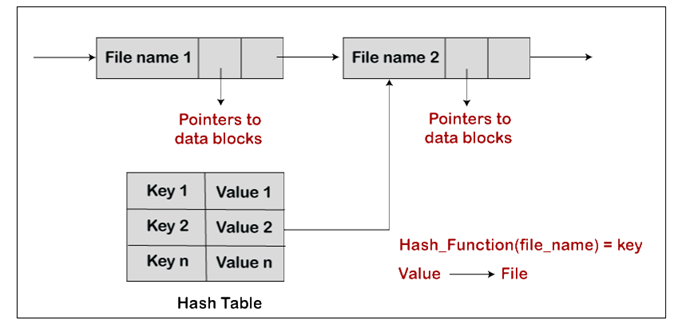 File name 1
File name 2
Pointers to
data blocks
Pointers to
data blocks
Key 1 Value 1
Key 2 Value 2
Key n Value n
Hash Table
Hash_Function(file_name) = key
Value File